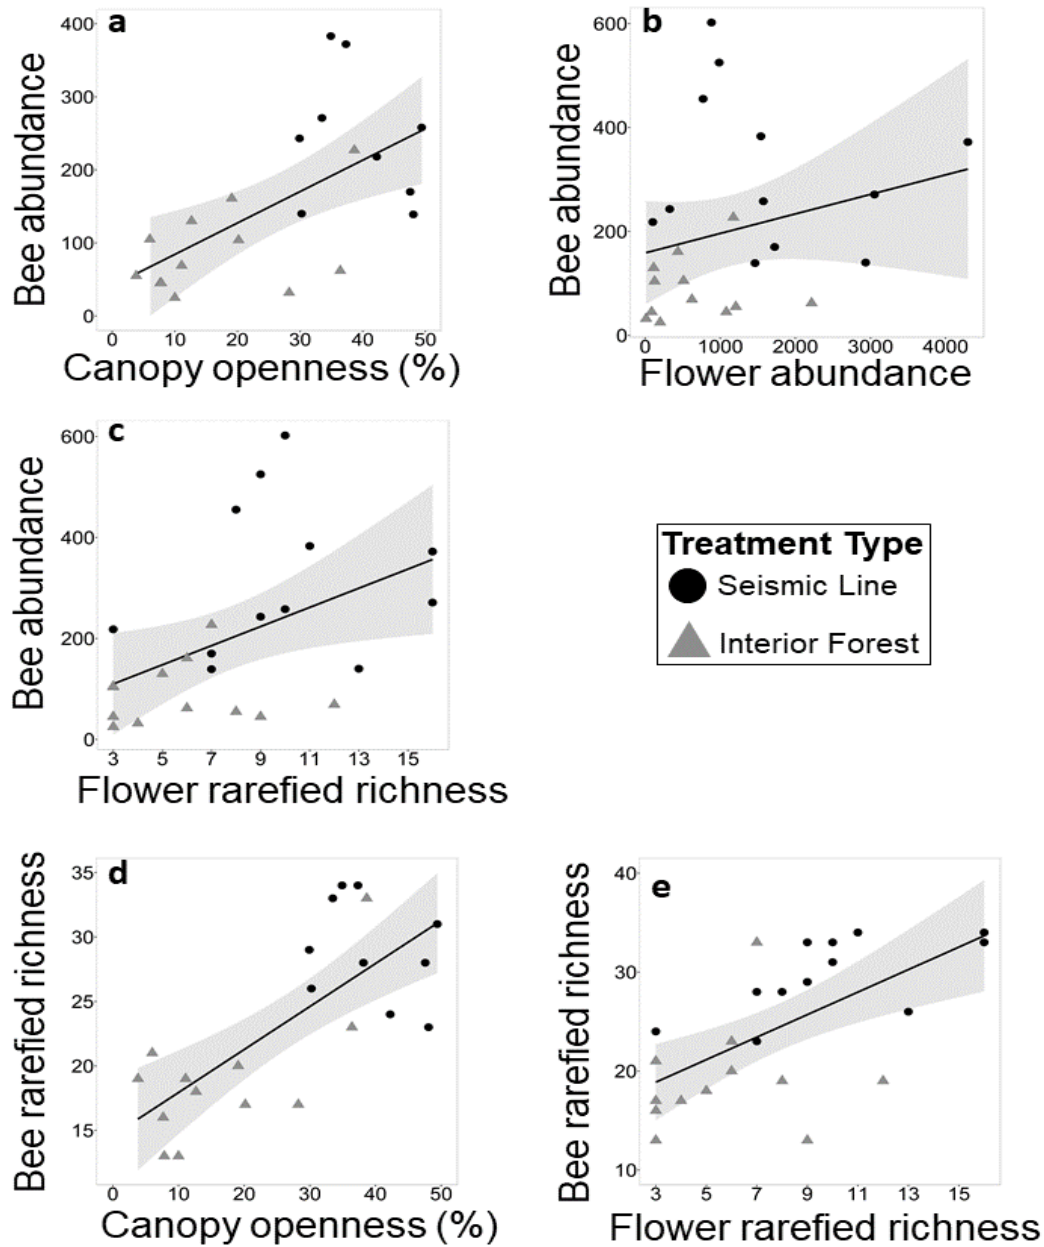 a
400
300
200
100
0
0 10 20 30 40 50
Bee abundance
Canopy openness (%)
b
600
400
200
0
0 1000 2000 3000 4000
Bee abundance
Flower abundance
c
600
400
200
0
3 5 7 9 11 13 15
Bee abundance
Flower rarefied richness
Treatment Type
Seismic Line
Interior Forest
d
35
30
25
20
15
0 10 20 30 40 50
Bee rarefied richness
Canopy openness (%)
e
40
30
20
10
3 5 7 9 11 13 15
Bee rarefied richness
Flower rarefied richness